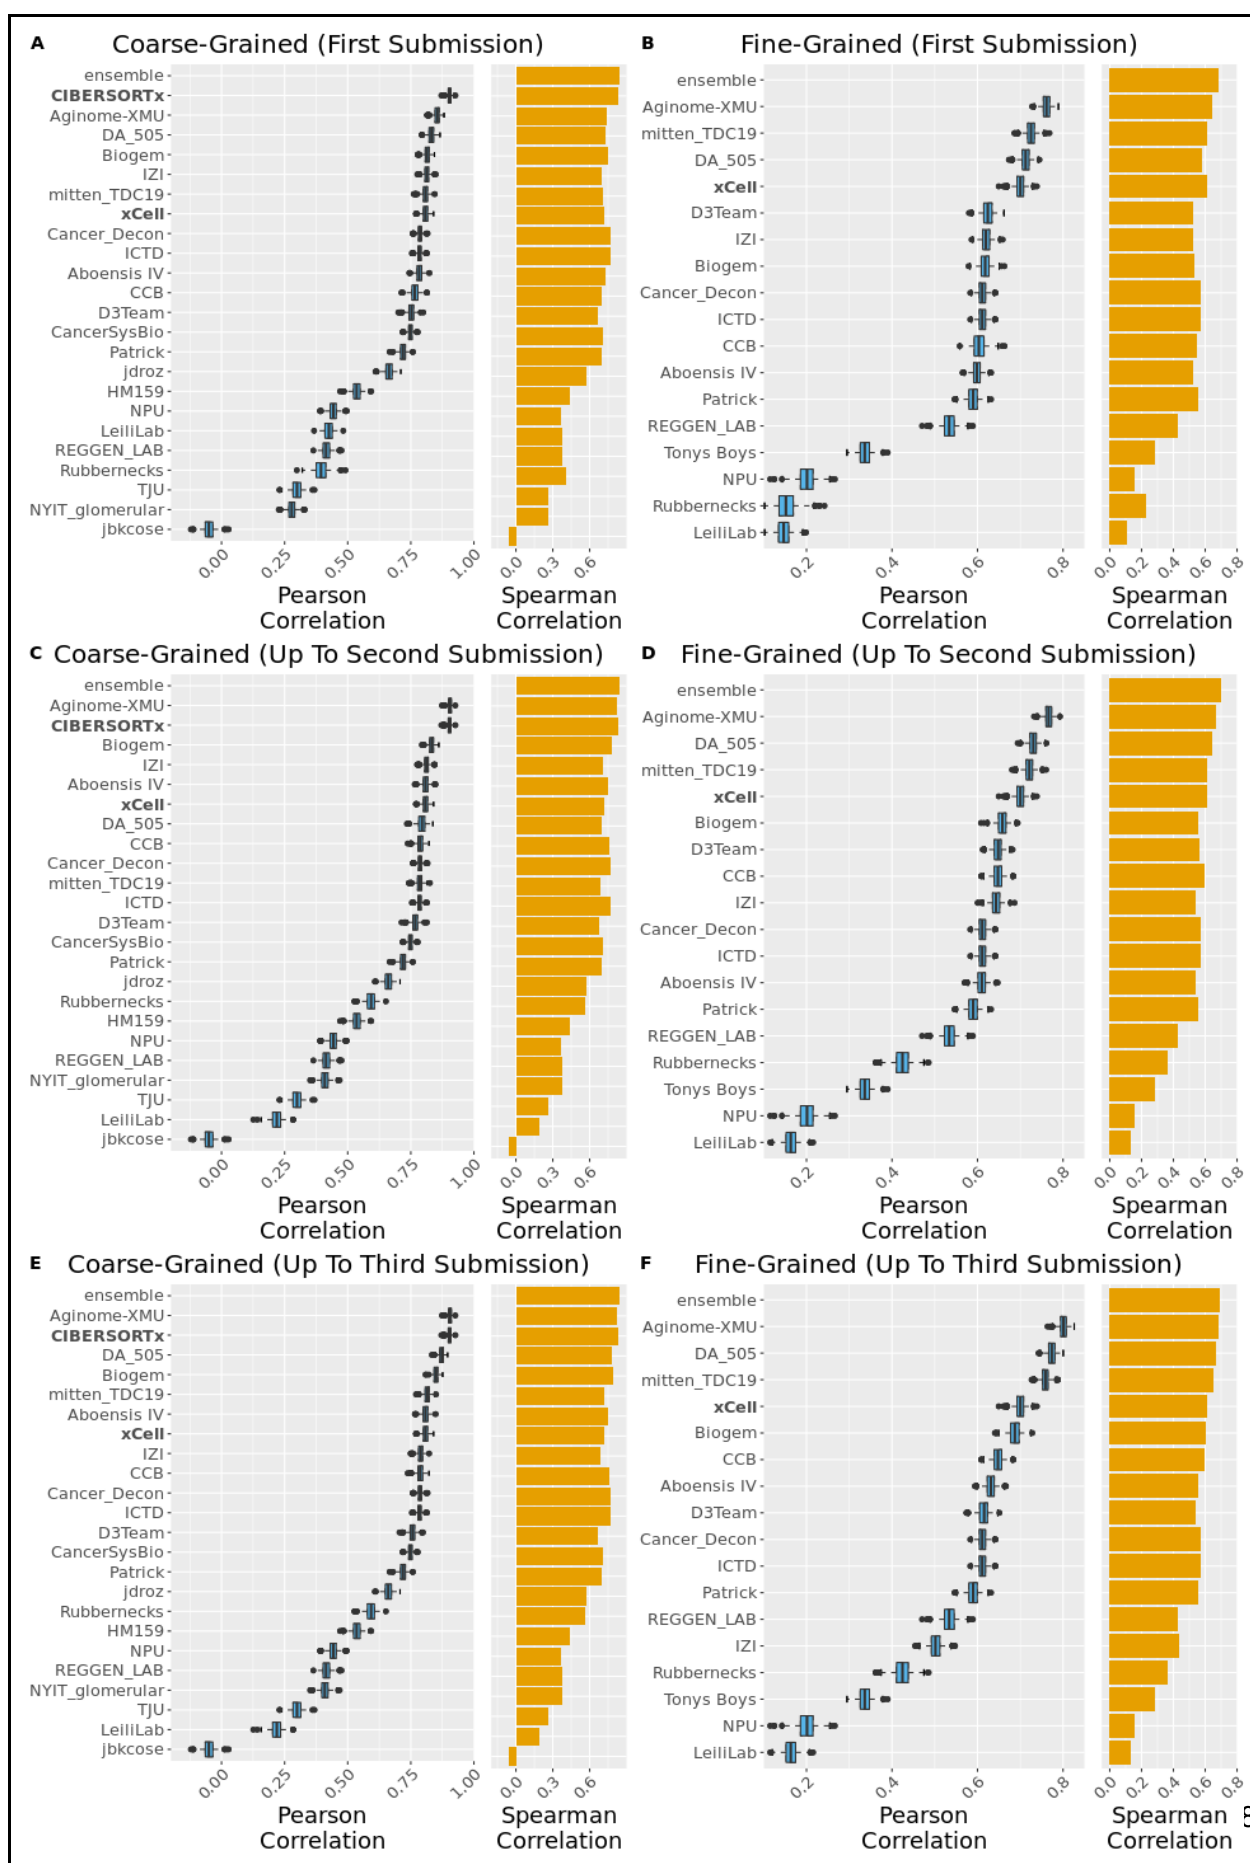 A Coarse-Grained (First Submission)
ensemble
CIBERSORTx
Aginome-XMU
DA_505
Biogem
IZI
mitten_TDC19
xCell
Cancer_Decon
ICTD
Aboensis IV
CCB
D3Team
CancerSysBio
Patrick
jdroz
HM159
NPU
LeiliLab
REGGEN_LAB
Rubbernecks
TJU
NYIT_glomerular
jbkcose
0.00 0.25 0.50 0.75 1.00 0.0 0.3 0.6
Pearson Correlation
Spearman Correlation
B Fine-Grained (First Submission)
ensemble
Aginome-XMU
mitten_TDC19
DA_505
xCell
D3Team
IZI
Biogem
Cancer_Decon
ICTD
CCB
Aboensis IV
Patrick
REGGEN_LAB
Tonys Boys
NPU
Rubbernecks
LeiliLab
0.2 0.4 0.6 0.8 0.0 0.2 0.4 0.6 0.8
Pearson Correlation
Spearman Correlation
C Coarse-Grained (Up To Second Submission)
ensemble
Aginome-XMU
CIBERSORTx
Biogem
IZI
Aboensis IV
xCell
DA_505
CCB
Cancer_Decon
mitten_TDC19
ICTD
D3Team
CancerSysBio
Patrick
jdroz
Rubbernecks
HM159
NPU
REGGEN_LAB
NYIT_glomerular
TJU
LeiliLab
jbkcose
0.00 0.25 0.50 0.75 1.00 0.0 0.3 0.6
Pearson Correlation
Spearman Correlation
D Fine-Grained (Up To Second Submission)
ensemble
Aginome-XMU
DA_505
mitten_TDC19
xCell
Biogem
D3Team
CCB
IZI
Cancer_Decon
ICTD
Aboensis IV
Patrick
REGGEN_LAB
Rubbernecks
Tonys Boys
NPU
LeiliLab
0.2 0.4 0.6 0.8 0.0 0.2 0.4 0.6 0.8
Pearson Correlation
Spearman Correlation
E Coarse-Grained (Up To Third Submission)
ensemble
Aginome-XMU
CIBERSORTx
DA_505
Biogem
mitten_TDC19
Aboensis IV
xCell
IZI
CCB
Cancer_Decon
ICTD
D3Team
CancerSysBio
Patrick
jdroz
Rubbernecks
HM159
NPU
REGGEN_LAB
NYIT_glomerular
TJU
LeiliLab
jbkcose
0.00 0.25 0.50 0.75 1.00 0.0 0.3 0.6
Pearson Correlation
Spearman Correlation
F Fine-Grained (Up To Third Submission)
ensemble
Aginome-XMU
DA_505
mitten_TDC19
xCell
Biogem
CCB
Aboensis IV
D3Team
Cancer_Decon
ICTD
Patrick
REGGEN_LAB
IZI
Rubbernecks
Tonys Boys
NPU
LeiliLab
0.2 0.4 0.6 0.8 0.0 0.2 0.4 0.6 0.8
Pearson Correlation
Spearman Correlation